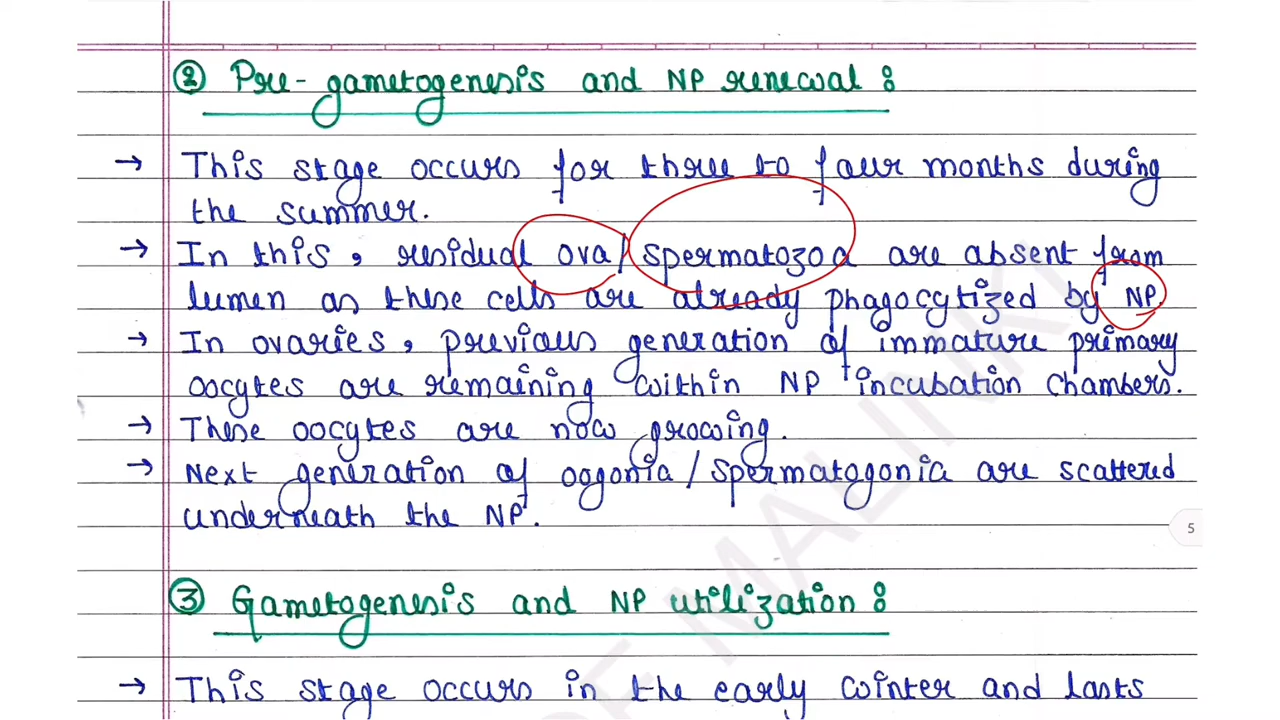 ② Pre-gametogenesis and NP renewal :
→ This stage occurs for three to four months during
the summer.
→ In this, residual ova/spermatozoa are absent from
lumen as these cells are already phagocytized by NP.
→ In ovaries, previous generation of immature primary
oocytes are remaining within NP incubation chambers.
→ These oocytes are now growing.
→ Next generation of oogonia/spermatogonia are scattered
underneath the NP.
5
③ Gametogenesis and NP utilization :
→ This stage occurs in the early winter and lasts